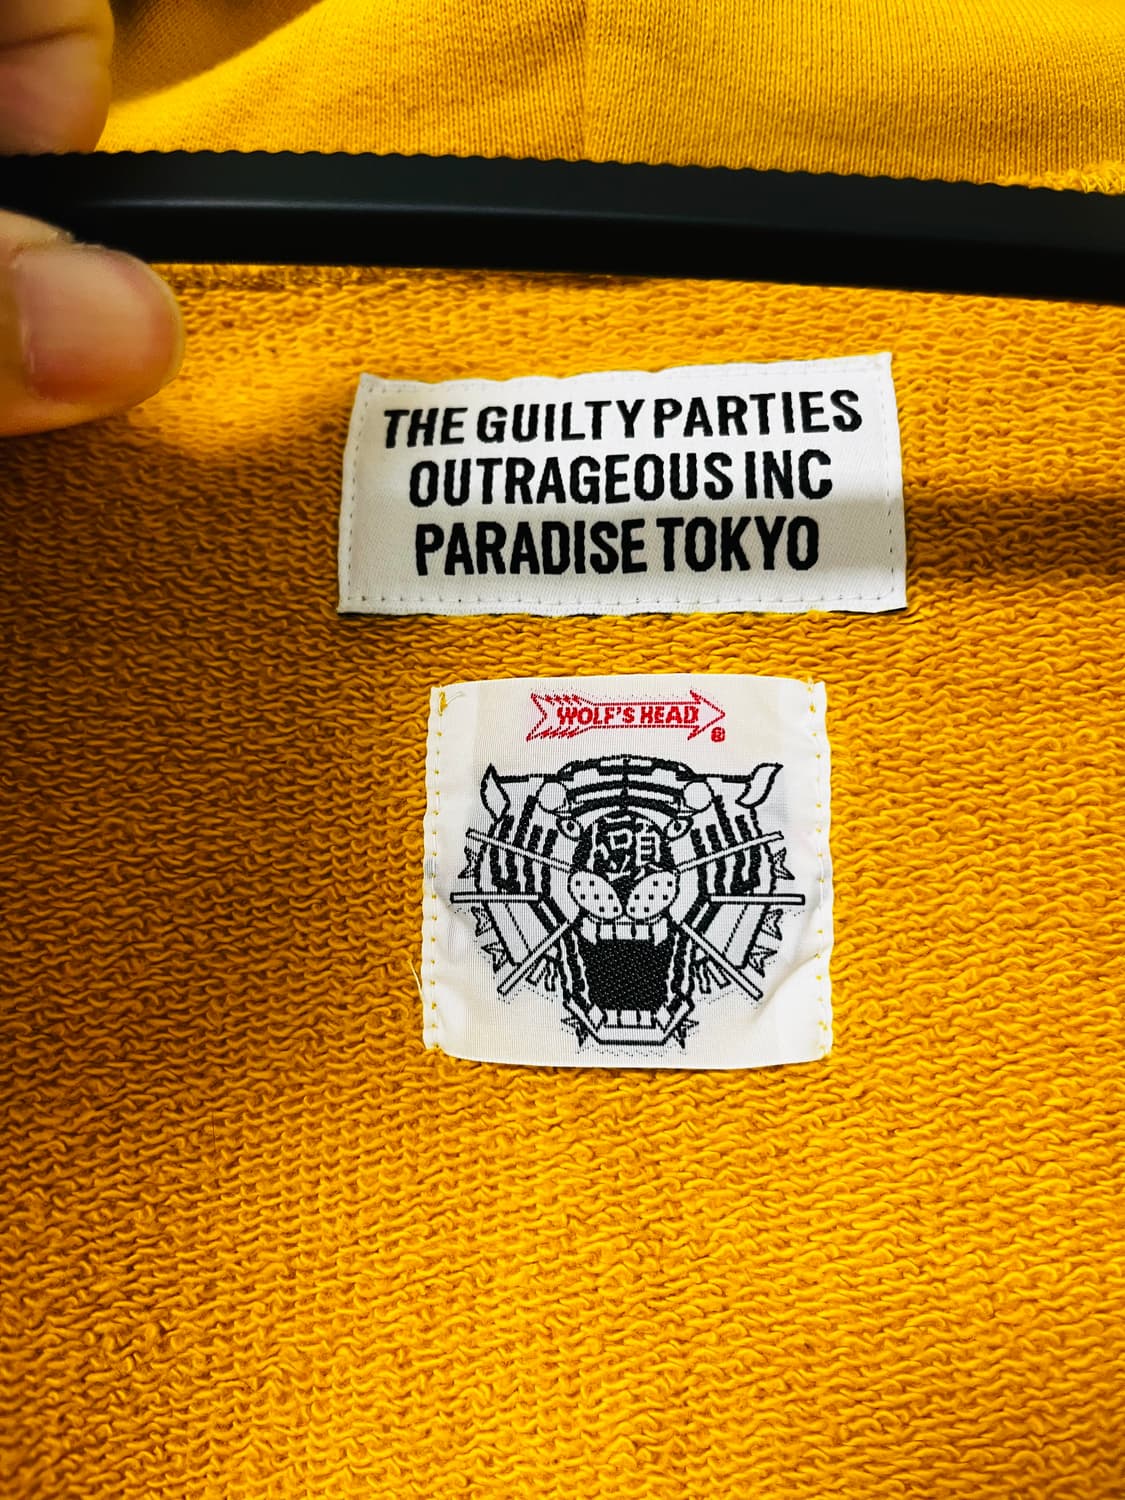 THE GUILTY PARTIES
OUTRAGEOUS INC
PARADISE TOKYO
WOLF'S HEAD
®